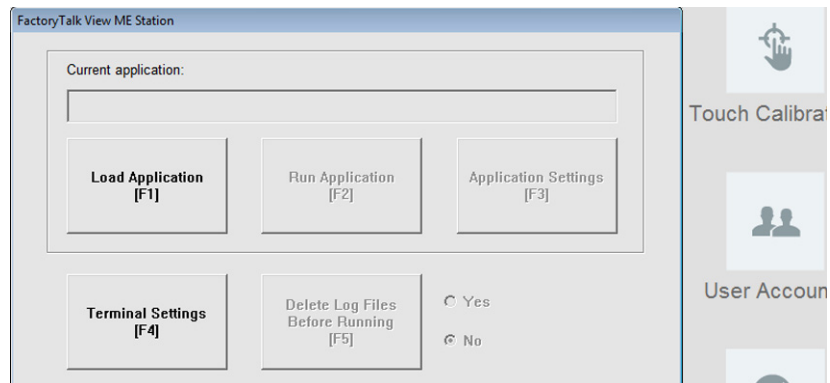 FactoryTalk View ME Station
Current application:
Load Application
[F1]
Run Application
[F2]
Application Settings
[F3]
Terminal Settings
[F4]
Delete Log Files
Before Running
[F5]
Yes
No
Touch Calibrat
User Accoun